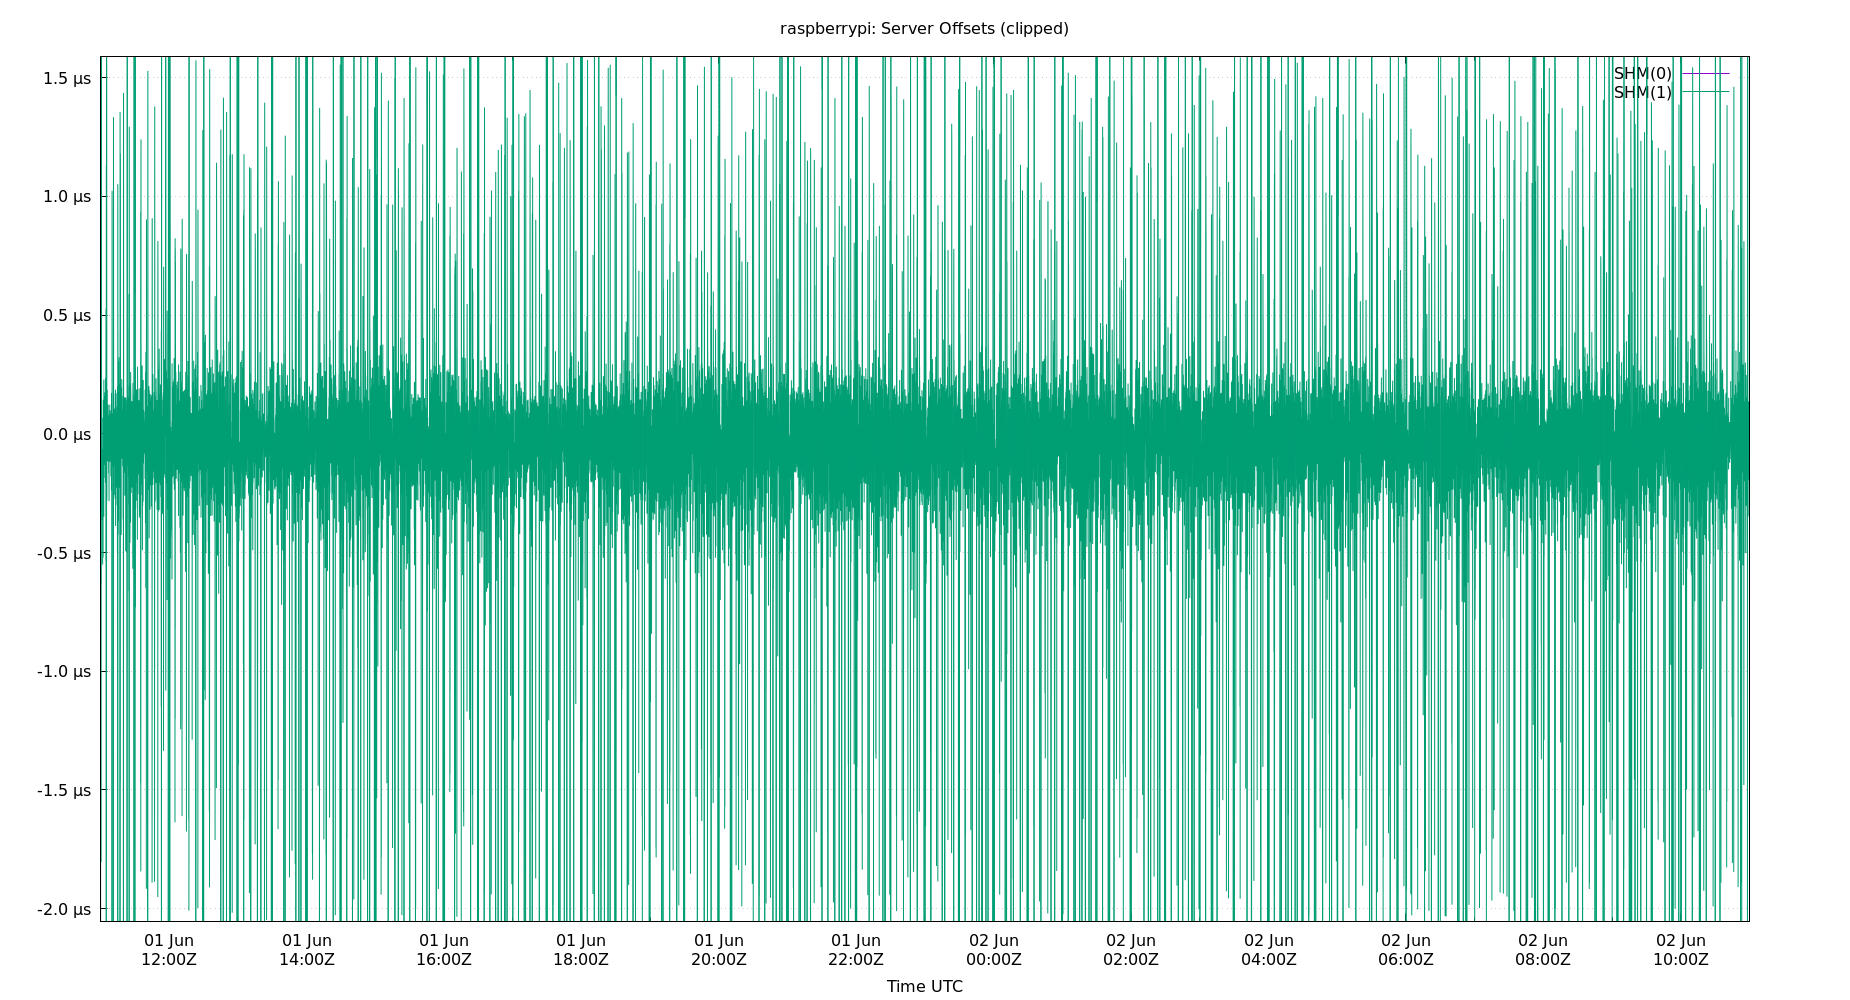 raspberrypi: Server Offsets (clipped)
SHM(0)
SHM(1)
1.5 µs
1.0 µs
0.5 µs
0.0 µs
-0.5 µs
-1.0 µs
-1.5 µs
-2.0 µs
01 Jun 01 Jun 01 Jun 01 Jun 01 Jun 01 Jun 02 Jun 02 Jun 02 Jun 02 Jun 02 Jun 02 Jun
12:00Z 14:00Z 16:00Z 18:00Z 20:00Z 22:00Z 00:00Z 02:00Z 04:00Z 06:00Z 08:00Z 10:00Z
Time UTC